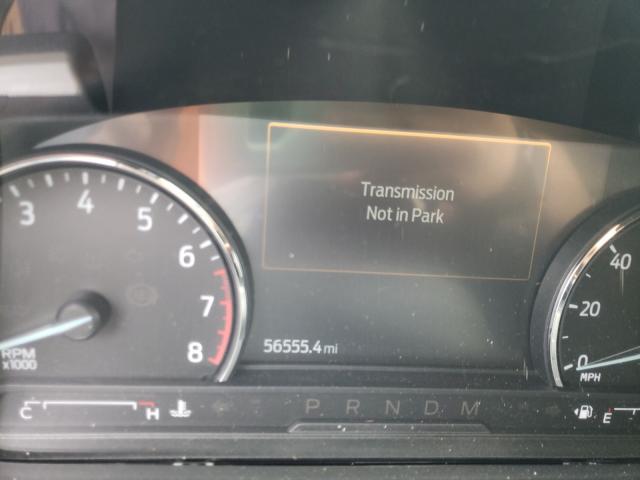 Transmission
Not in Park
3 4 5 6 7 8
RPM
x1000
56555.4 mi
40
20
0
MPH
C H
P R N D M
E